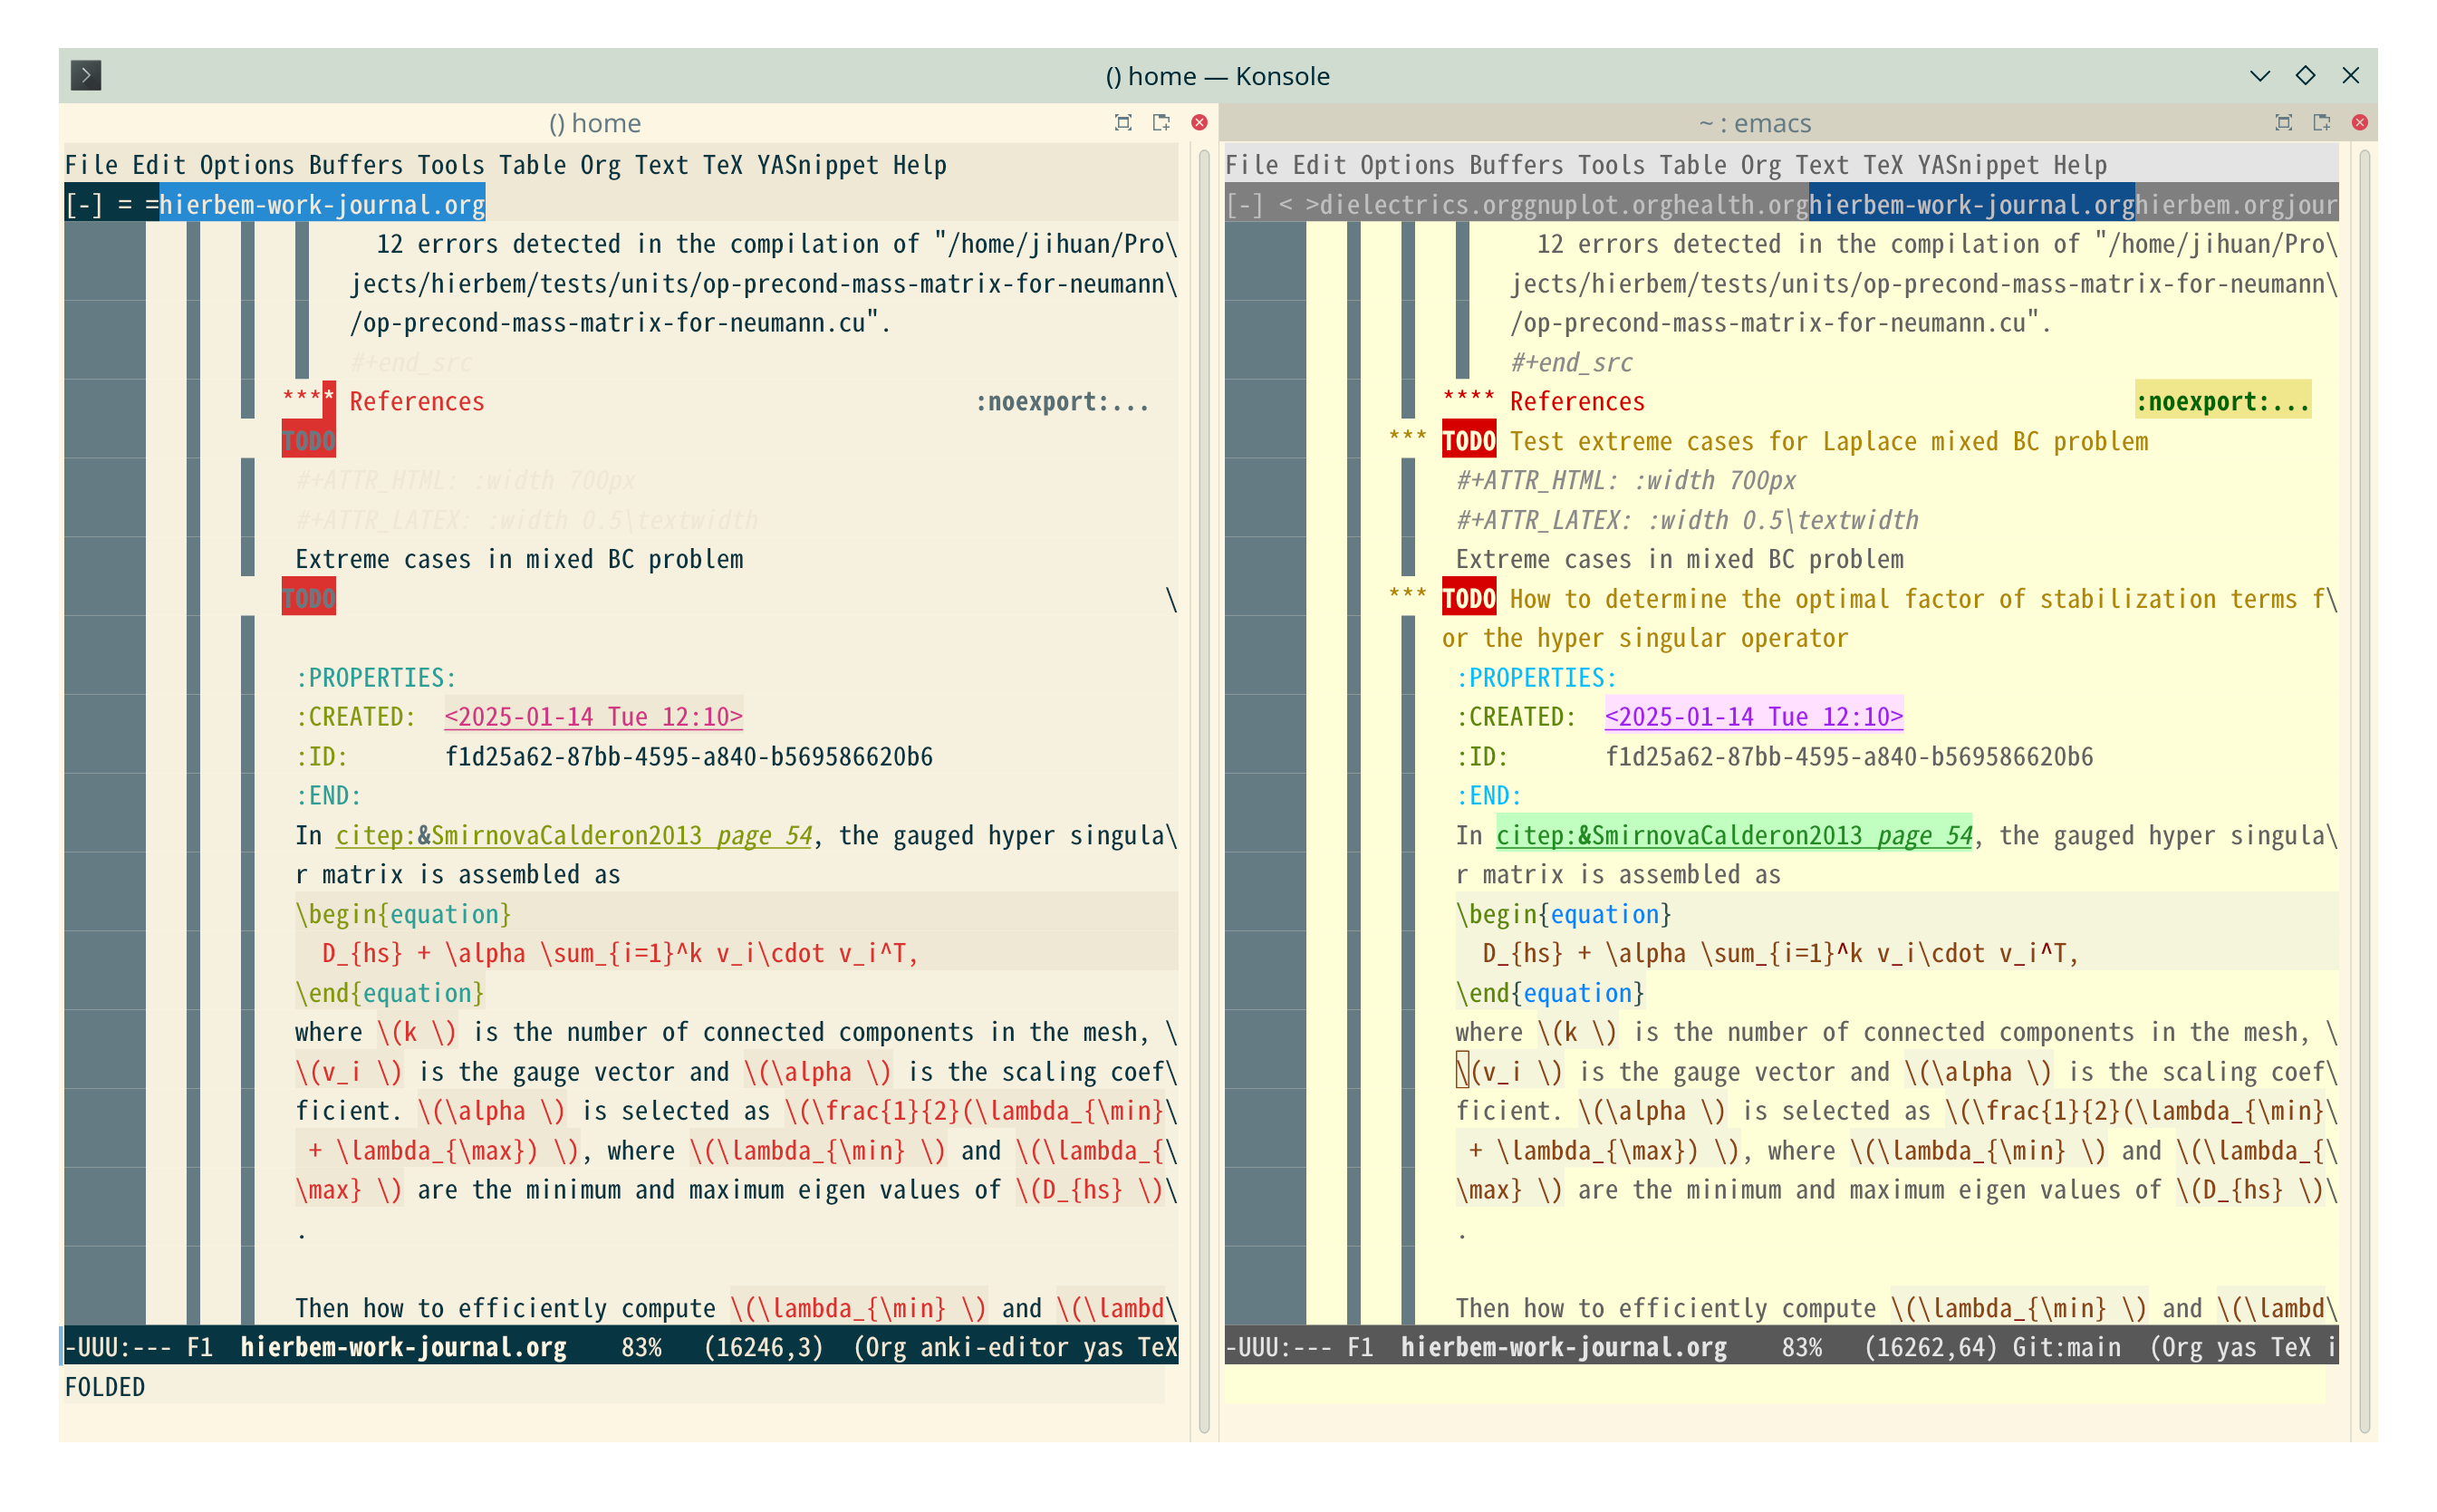 () home — Konsole
() home
File Edit Options Buffers Tools Table Org Text TeX YASnippet Help
[-] = =hierbem-work-journal.org
12 errors detected in the compilation of "/home/jihuan/Pro\
jects/hierbem/tests/units/op-precond-mass-matrix-for-neumann\
/op-precond-mass-matrix-for-neumann.cu".
#+end_src
**** References :noexport:...
TODO
#+ATTR_HTML: :width 700px
#+ATTR_LATEX: :width 0.5\textwidth
Extreme cases in mixed BC problem
TODO \
:PROPERTIES:
:CREATED: <2025-01-14 Tue 12:10>
:ID: f1d25a62-87bb-4595-a840-b569586620b6
:END:
In citep:&SmirnovaCalderon2013 page 54, the gauged hyper singula\
r matrix is assembled as
\begin{equation}
D_{hs} + \alpha \sum_{i=1}^k v_i\cdot v_i^T,
\end{equation}
where \(k \) is the number of connected components in the mesh, \
\(v_i \) is the gauge vector and \(\alpha \) is the scaling coef\
ficient. \(\alpha \) is selected as \(\frac{1}{2}(\lambda_{\min}\
+ \lambda_{\max}) \), where \(\lambda_{\min} \) and \(\lambda_{\
\max} \) are the minimum and maximum eigen values of \(D_{hs} \)\
.
Then how to efficiently compute \(\lambda_{\min} \) and \(\lambd\
-UUU:--- F1 hierbem-work-journal.org 83% (16246,3) (Org anki-editor yas TeX
FOLDED
~ : emacs
File Edit Options Buffers Tools Table Org Text TeX YASnippet Help
[-] < >dielectrics.orggnuplot.orghealth.orghierbem-work-journal.orghierbem.orgjour
12 errors detected in the compilation of "/home/jihuan/Pro\
jects/hierbem/tests/units/op-precond-mass-matrix-for-neumann\
/op-precond-mass-matrix-for-neumann.cu".
#+end_src
**** References :noexport:...
*** TODO Test extreme cases for Laplace mixed BC problem
#+ATTR_HTML: :width 700px
#+ATTR_LATEX: :width 0.5\textwidth
Extreme cases in mixed BC problem
*** TODO How to determine the optimal factor of stabilization terms f\
or the hyper singular operator
:PROPERTIES:
:CREATED: <2025-01-14 Tue 12:10>
:ID: f1d25a62-87bb-4595-a840-b569586620b6
:END:
In citep:&SmirnovaCalderon2013 page 54, the gauged hyper singula\
r matrix is assembled as
\begin{equation}
D_{hs} + \alpha \sum_{i=1}^k v_i\cdot v_i^T,
\end{equation}
where \(k \) is the number of connected components in the mesh, \
\(v_i \) is the gauge vector and \(\alpha \) is the scaling coef\
ficient. \(\alpha \) is selected as \(\frac{1}{2}(\lambda_{\min}\
+ \lambda_{\max}) \), where \(\lambda_{\min} \) and \(\lambda_{\
\max} \) are the minimum and maximum eigen values of \(D_{hs} \)\
.
Then how to efficiently compute \(\lambda_{\min} \) and \(\lambd\
-UUU:--- F1 hierbem-work-journal.org 83% (16262,64) Git:main (Org yas TeX i